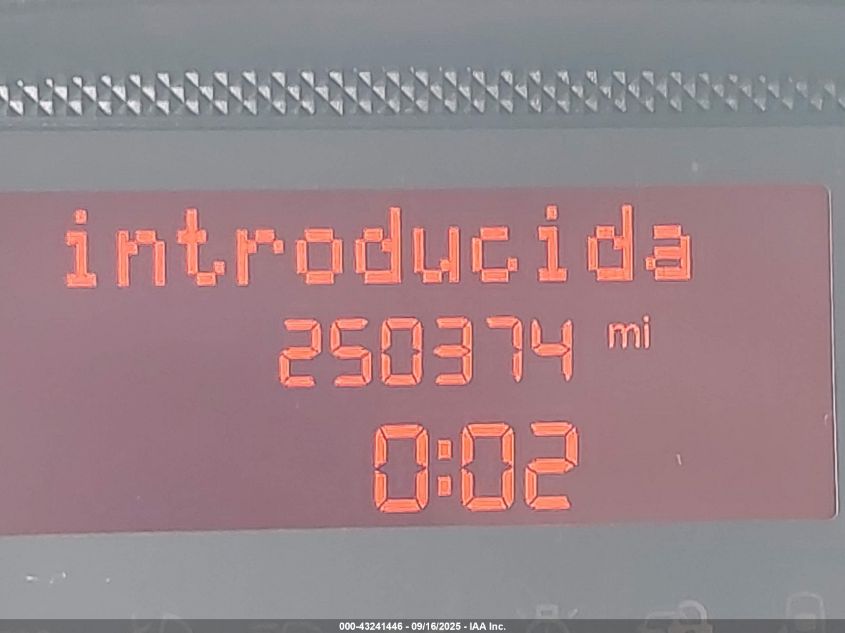 introducida
250374 mi
0:02
000-43241446 - 09/16/2025 - IAA Inc.